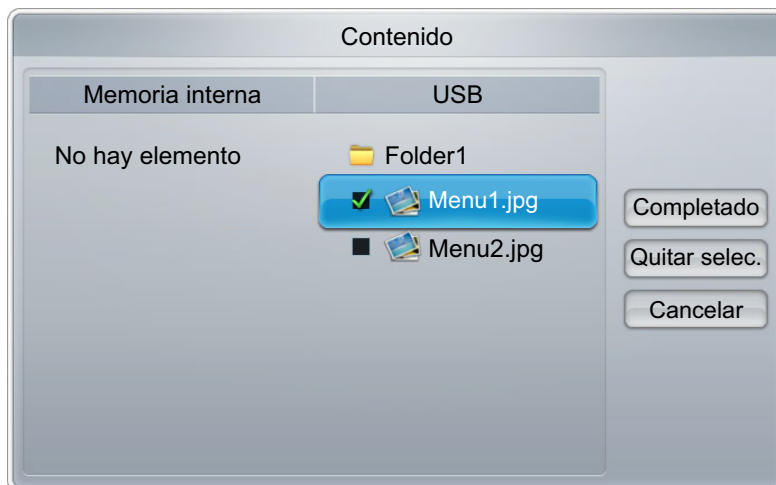 Contenido
Memoria interna USB
No hay elemento Folder1
Menu1.jpg
Menu2.jpg
Completado
Quitar selec.
Cancelar